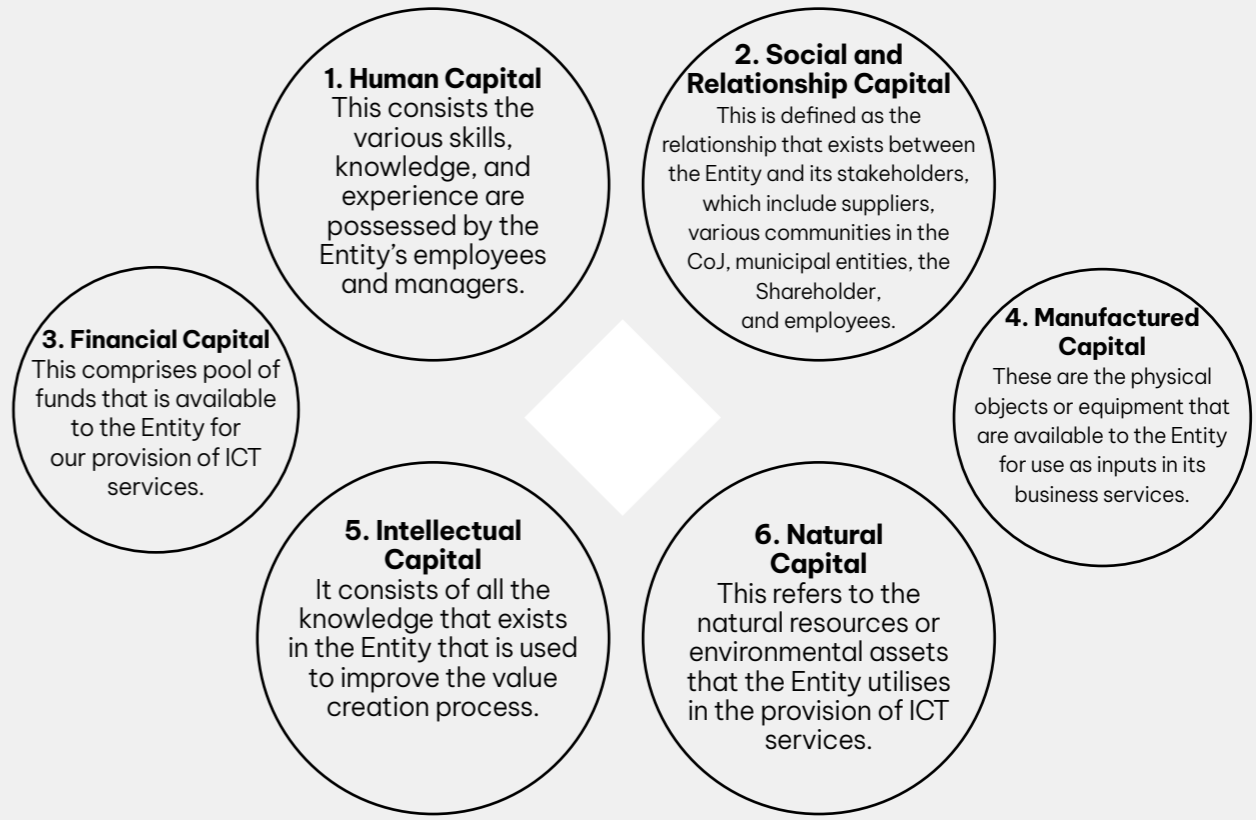 1. Human Capital
This consists the
various skills,
knowledge, and
experience are
possessed by the
Entity’s employees
and managers.
2. Social and
Relationship Capital
This is defined as the
relationship that exists between
the Entity and its stakeholders,
which include suppliers,
various communities in the
CoJ, municipal entities, the
Shareholder,
and employees.
3. Financial Capital
This comprises pool of
funds that is available
to the Entity for
our provision of ICT
services.
4. Manufactured
Capital
These are the physical
objects or equipment that
are available to the Entity
for use as inputs in its
business services.
5. Intellectual
Capital
It consists of all the
knowledge that exists
in the Entity that is used
to improve the value
creation process.
6. Natural
Capital
This refers to the
natural resources or
environmental assets
that the Entity utilises
in the provision of ICT
services.